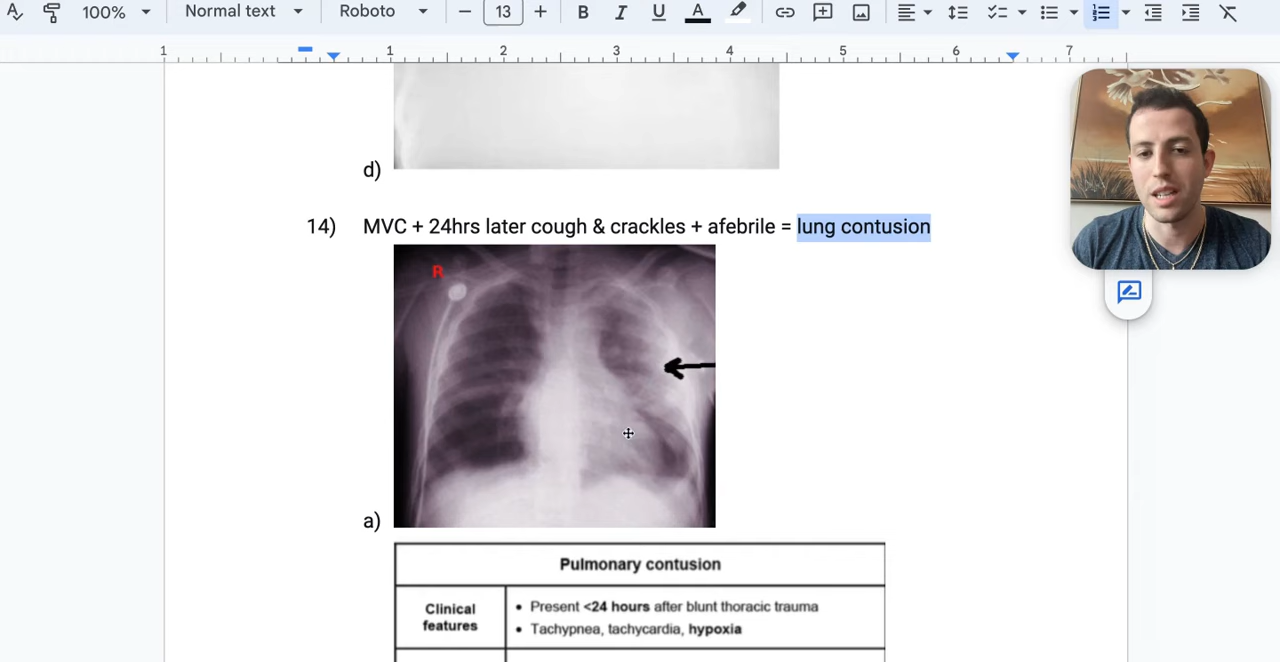 100% Normal text Roboto 13 B I U A
1 1 2 3 4 5 6 7
d)
14) MVC + 24hrs later cough & crackles + afebrile = lung contusion
R
a)
Pulmonary contusion
Clinical features
• Present <24 hours after blunt thoracic trauma
• Tachypnea, tachycardia, hypoxia